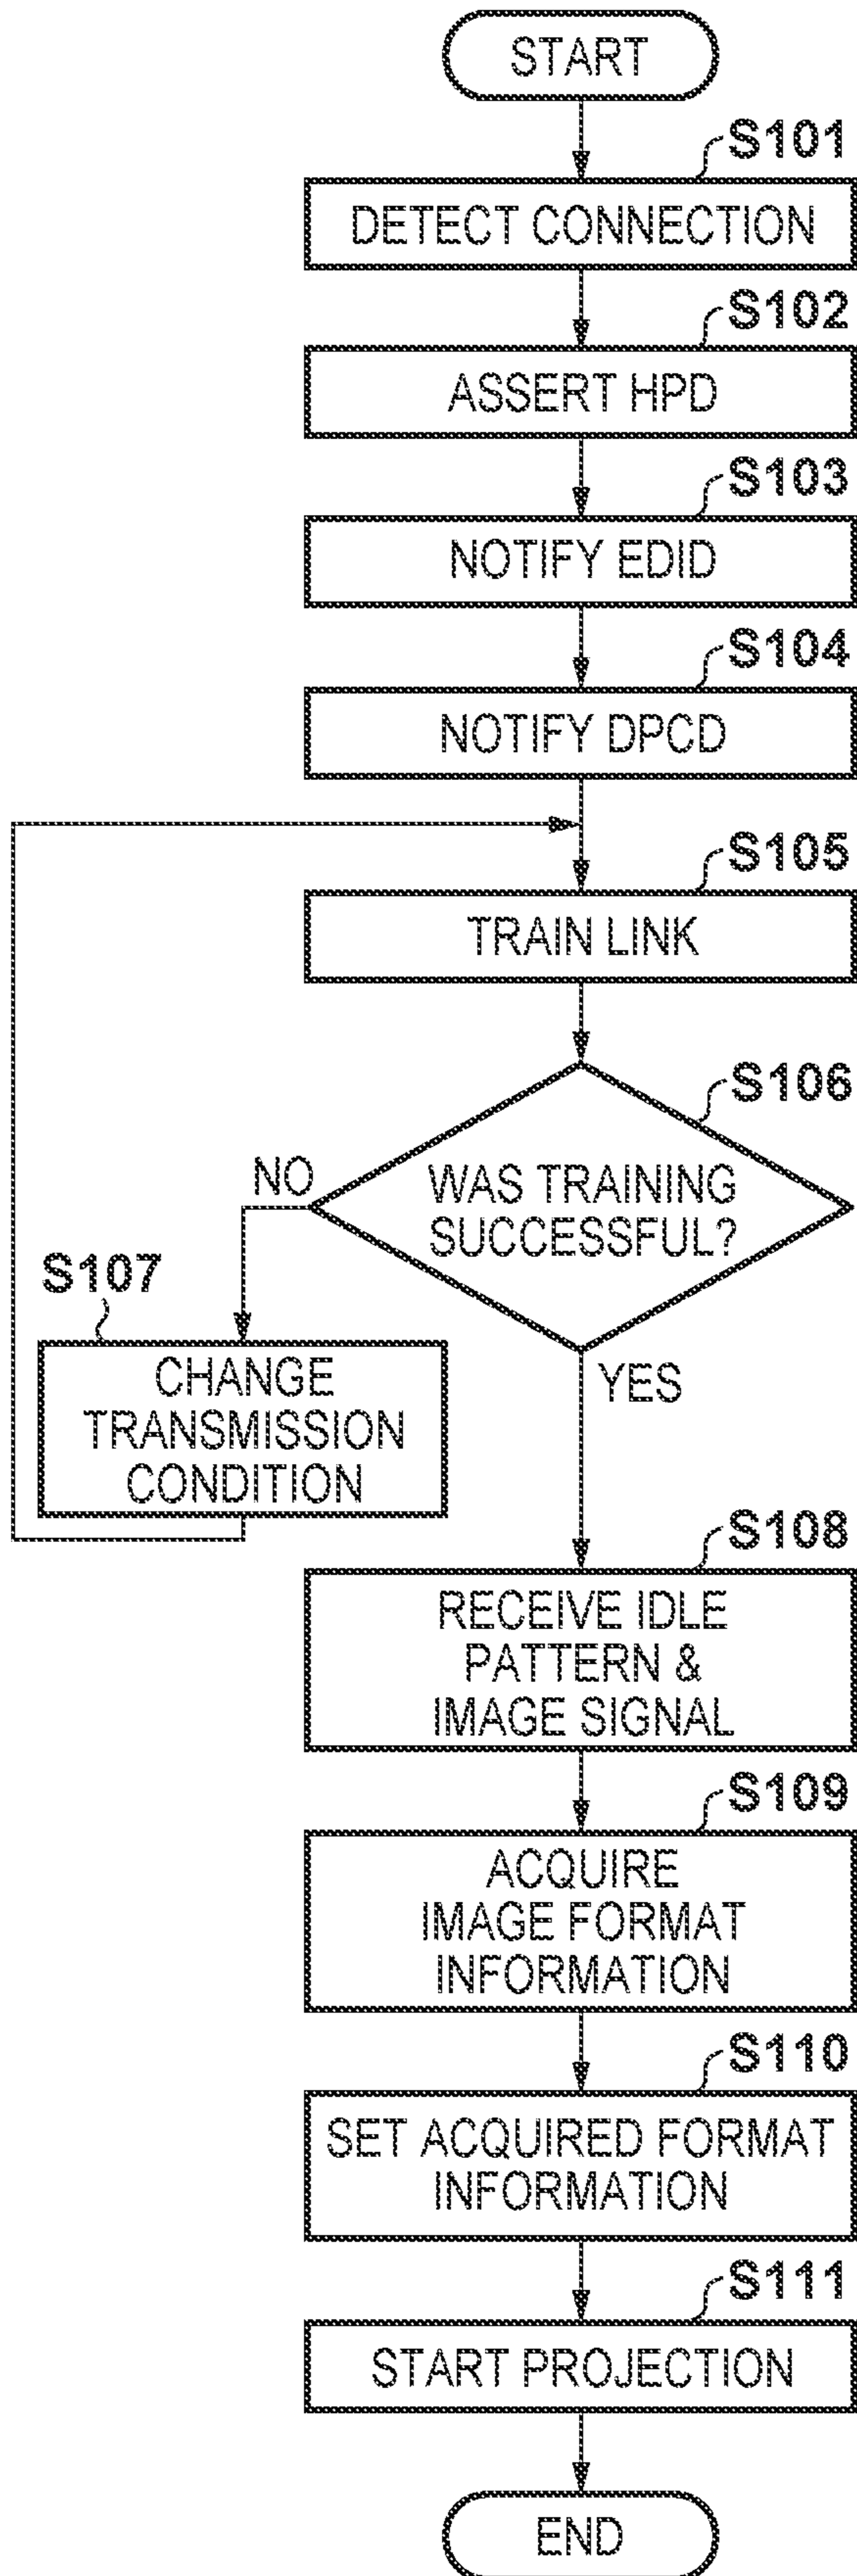 START
S101
DETECT CONNECTION
S102
ASSERT HPD
S103
NOTIFY EDID
S104
NOTIFY DPCD
S105
TRAIN LINK
S106
WAS TRAINING
SUCCESSFUL?
NO
S107
CHANGE
TRANSMISSION
CONDITION
YES
S108
RECEIVE IDLE
PATTERN &
IMAGE SIGNAL
S109
ACQUIRE
IMAGE FORMAT
INFORMATION
S110
SET ACQUIRED FORMAT
INFORMATION
S111
START PROJECTION
END